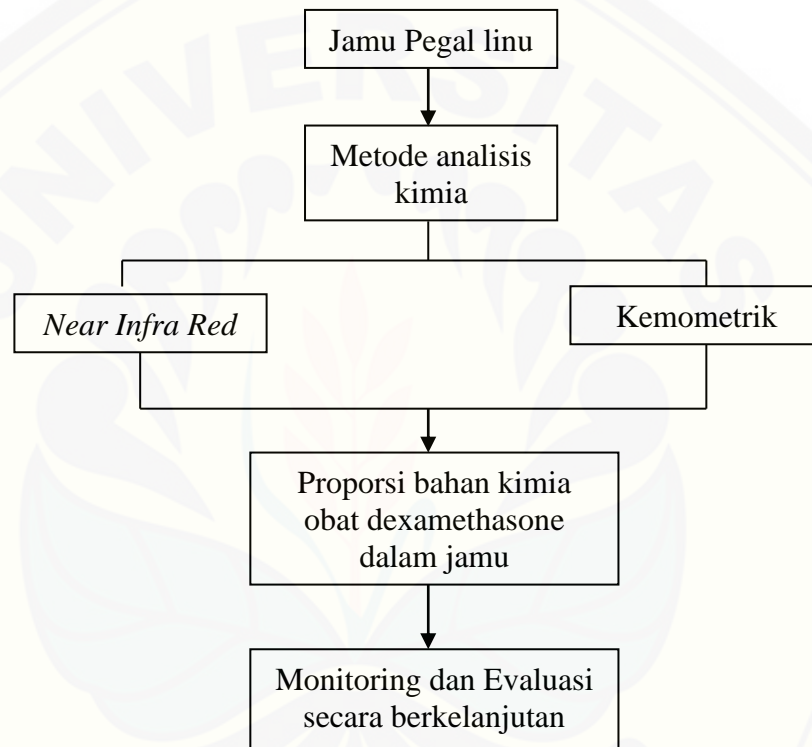 UNIVERSITAS
Jamu Pegal linu
Metode analisis
kimia
Near Infra Red
Kemometrik
Proporsi bahan kimia
obat dexamethasone
dalam jamu
Monitoring dan Evaluasi
secara berkelanjutan